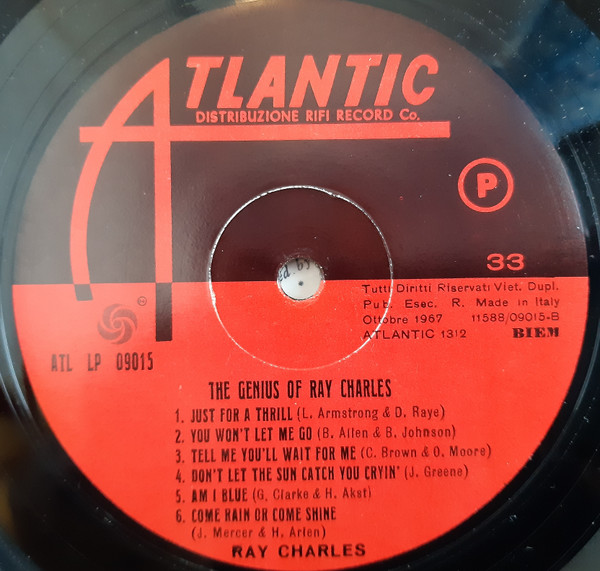 ATLANTIC
DISTRIBUZIONE RIFI RECORD Co.
P
33
ed by
Tutti Diritti Riservati Viet. Dupl.
Pub. Esec. R. Made in Italy
Ottobre 1967 11588/09015-B
ATLANTIC 1312 BIEM
ATL LP 09015
THE GENIUS OF RAY CHARLES
1. JUST FOR A THRILL (L. Armstrong & D. Raye)
2. YOU WON'T LET ME GO (B. Allen & B. Johnson)
3. TELL ME YOU'LL WAIT FOR ME (C. Brown & O. Moore)
4. DON'T LET THE SUN CATCH YOU CRYIN' (J. Greene)
5. AM I BLUE (G. Clarke & H. Akst)
6. COME RAIN OR COME SHINE
(J. Mercer & H. Arlen)
RAY CHARLES